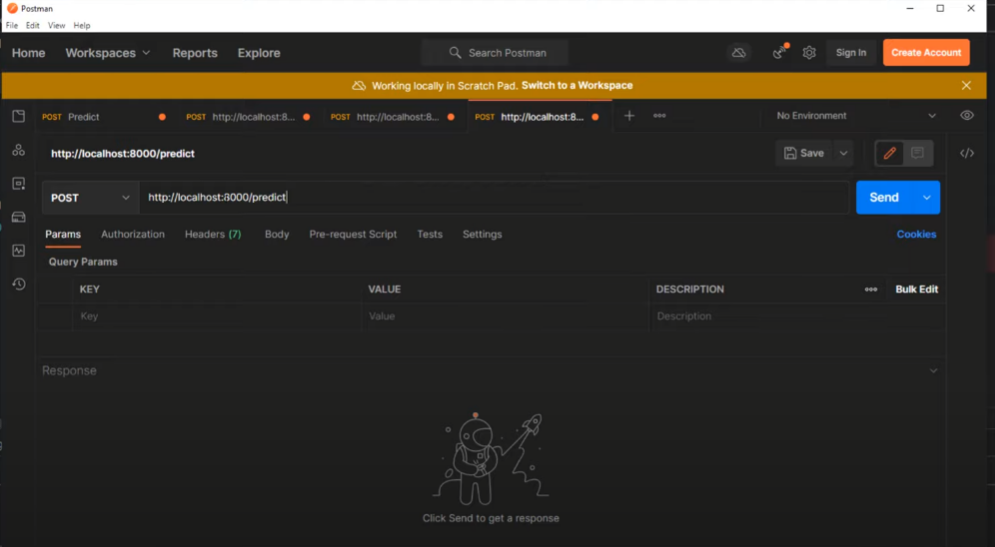 Postman
File Edit View Help
Home Workspaces Reports Explore Search Postman Sign In Create Account
Working locally in Scratch Pad. Switch to a Workspace
POST Predict POST http://localhost:8... POST http://localhost:8... POST http://localhost:8... No Environment
http://localhost:8000/predict Save
POST http://localhost:8000/predict Send
Params Authorization Headers (7) Body Pre-request Script Tests Settings Cookies
Query Params
KEY VALUE DESCRIPTION Bulk Edit
Key Value Description
Response
Click Send to get a response